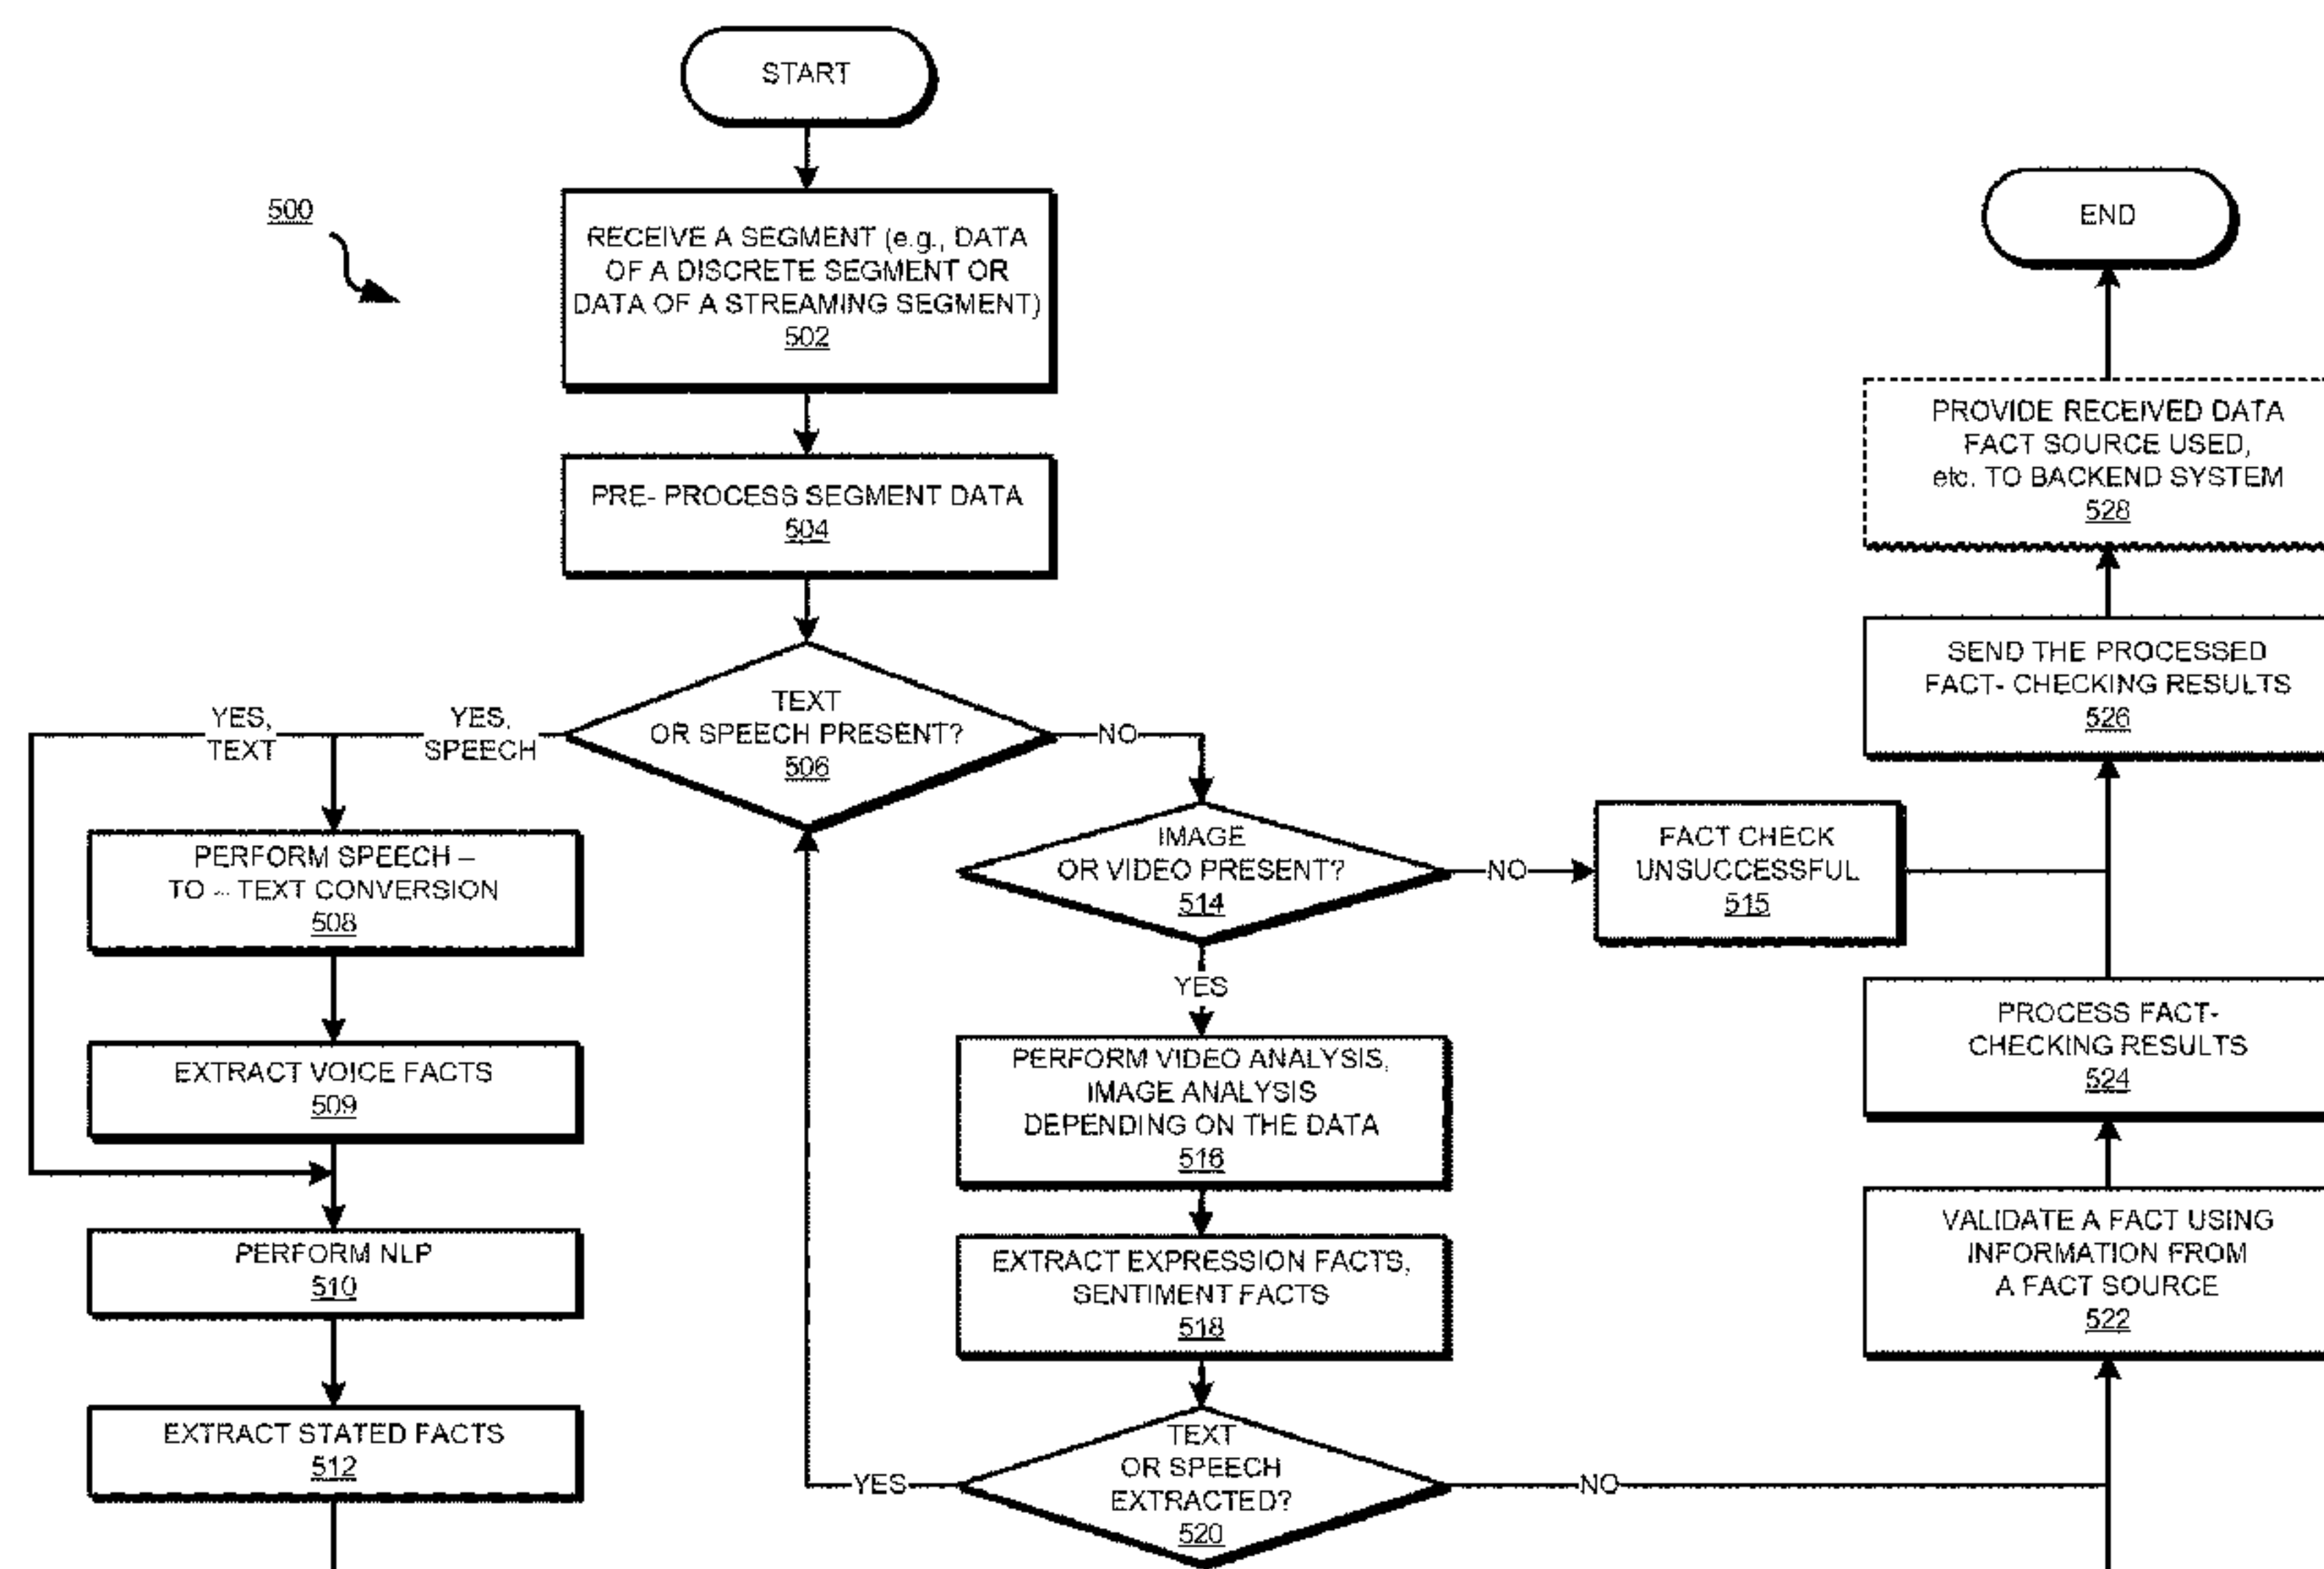 START
500
RECEIVE A SEGMENT (e.g., DATA
OF A DISCRETE SEGMENT OR
DATA OF A STREAMING SEGMENT)
502
PRE- PROCESS SEGMENT DATA
504
TEXT
OR SPEECH PRESENT?
506
YES,
TEXT
YES,
SPEECH
NO
PERFORM SPEECH –
TO – TEXT CONVERSION
508
EXTRACT VOICE FACTS
509
PERFORM NLP
510
EXTRACT STATED FACTS
512
IMAGE
OR VIDEO PRESENT?
514
NO
FACT CHECK
UNSUCCESSFUL
515
YES
PERFORM VIDEO ANALYSIS,
IMAGE ANALYSIS
DEPENDING ON THE DATA
516
EXTRACT EXPRESSION FACTS,
SENTIMENT FACTS
518
TEXT
OR SPEECH
EXTRACTED?
520
YES
NO
END
PROVIDE RECEIVED DATA
FACT SOURCE USED,
etc. TO BACKEND SYSTEM
528
SEND THE PROCESSED
FACT- CHECKING RESULTS
526
PROCESS FACT-
CHECKING RESULTS
524
VALIDATE A FACT USING
INFORMATION FROM
A FACT SOURCE
522